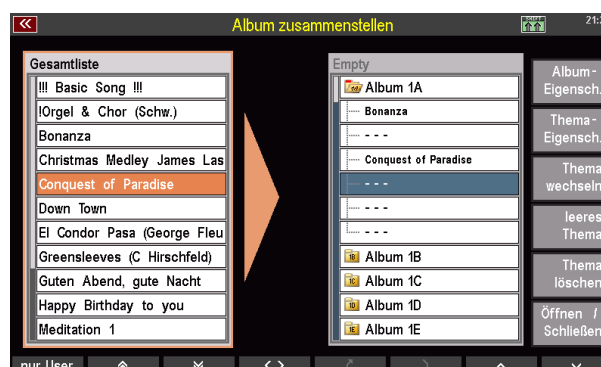 Album zusammenstellen
21:
Gesamtliste
!!! Basic Song !!!
!Orgel & Chor (Schw.)
Bonanza
Christmas Medley James Las
Conquest of Paradise
Down Town
El Condor Pasa (George Fleu
Greensleeves (C Hirschfeld)
Guten Abend, gute Nacht
Happy Birthday to you
Meditation 1
Empty
Album 1A
Bonanza
- - -
Conquest of Paradise
- - -
- - -
- - -
Album 1B
Album 1C
Album 1D
Album 1E
Album-
Eigensch.
Thema-
Eigensch.
Thema
wechseln
leeres
Thema
Thema
löschen
Öffnen /
Schließen
nur User